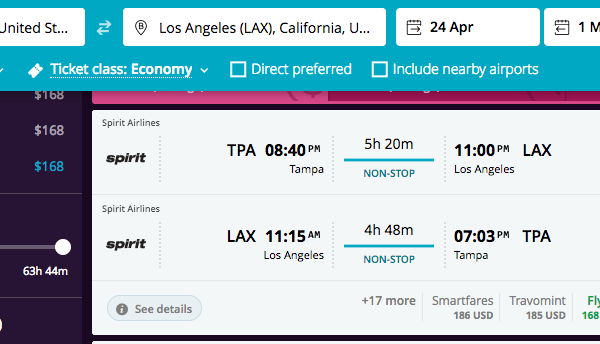 United St...
Los Angeles (LAX), California, U...
24 Apr
Ticket class: Economy
Direct preferred
Include nearby airports
$168
$168
$168
63h 44m
Spirit Airlines
spirit
TPA 08:40 PM
Tampa
5h 20m
NON-STOP
11:00 PM LAX
Los Angeles
Spirit Airlines
spirit
LAX 11:15 AM
Los Angeles
4h 48m
NON-STOP
07:03 PM TPA
Tampa
See details
+17 more
Smartfares
186 USD
Travomint
185 USD
168